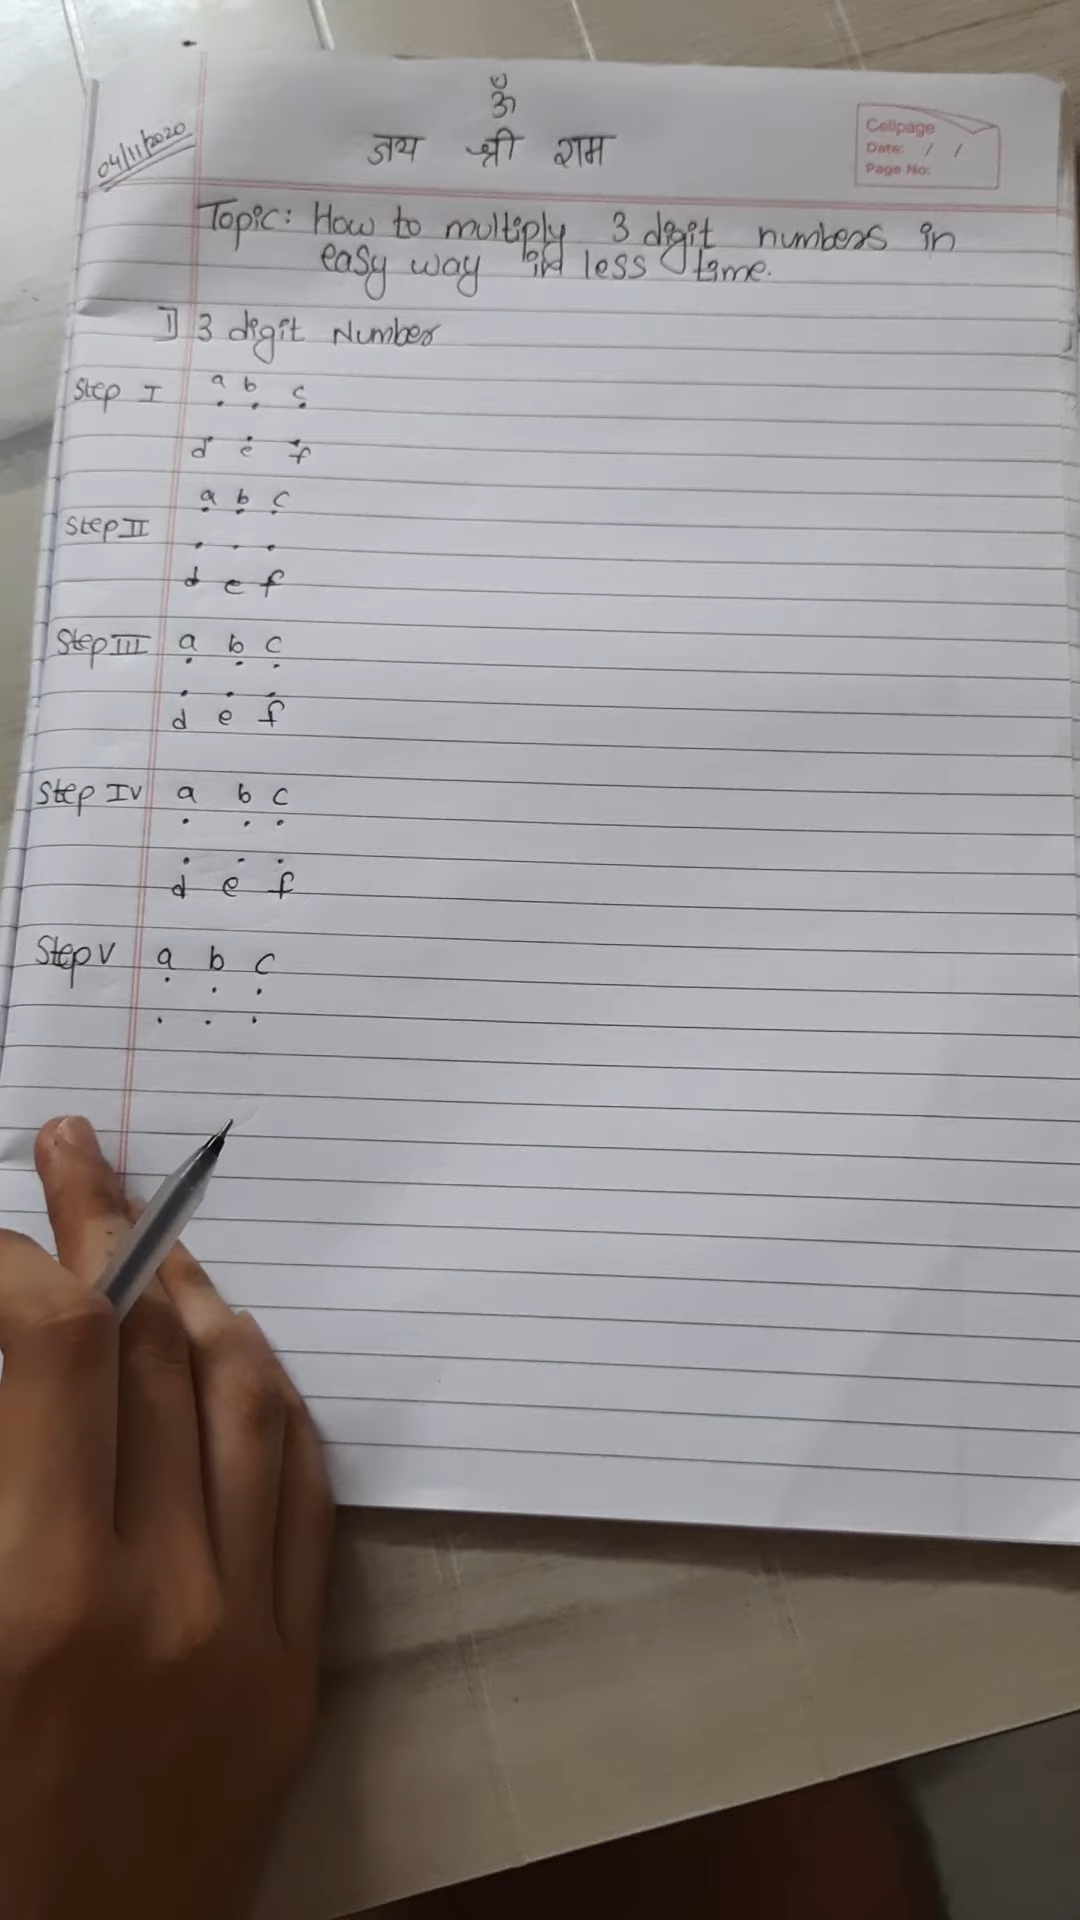 ॐ
04/11/2020
जय श्री राम
Cellpage
Date: / /
Page No:
Topic: How to multiply 3 digit numbers in
easy way in less time.
1] 3 digit Number
Step I a b c
d e f
a b c
Step II
d e f
Step III a b c
d e f
Step IV a b c
d e f
Step V a b c